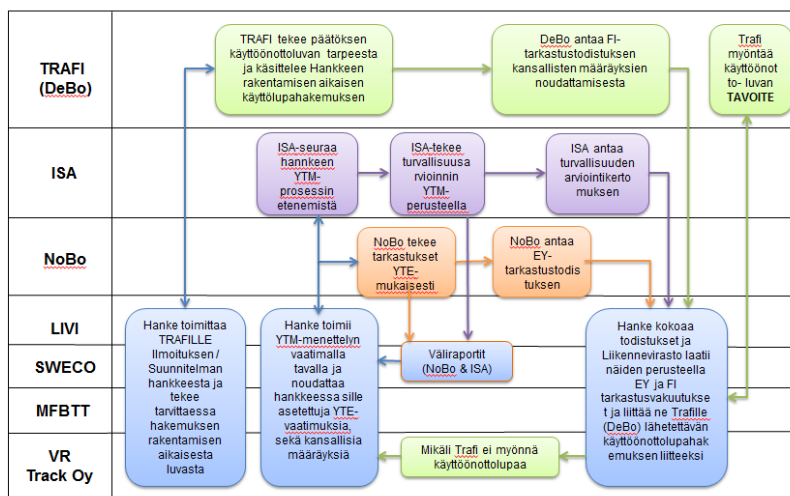 TRAFI
(DeBo)
TRAFI tekee päätöksen
käyttöönottoluvan tarpeesta
ja käsittelee Hankkeen
rakentamisen aikaisen
käyttölupahakemuksen
DeBo antaa FI-
tarkastustodistuksen
kansallisten määräyksien
noudattamisesta
Trafi
myöntää
käyttöönot
to- luvan
TAVOITE
ISA
ISA-seuraa
hannkeen
YTM-
prosessin
etenemistä
ISA-tekee
turvallisuusa
rvioinnin
YTM-
perusteella
ISA antaa
turvallisuuden
arviointikerto
muksen
NoBo
NoBo tekee
tarkastukset
YTE-
mukaisesti
NoBo antaa
EY-
tarkastustodis
tuksen
LIVI
SWECO
MFBTT
VR
Track Oy
Hanke toimittaa
TRAFILLE
Ilmoituksen /
Suunnitelman
hankkeesta ja
tekee
tarvittaessa
hakemuksen
rakentamisen
aikaisesta
luvasta
Hanke toimii
YTM-menettelyn
vaatimalla
tavalla ja
noudattaa
hankkeessa sille
asetettuja YTE-
vaatimuksia,
sekä kansallisia
määräyksiä
Väliraportit
(NoBo & ISA)
Mikäli Trafi ei myönnä
käyttöönottolupaa
Hanke kokoaa
todistukset ja
Liikennevirasto laatii
näiden perusteella
EY ja FI
tarkastusvakuutukse
t ja liittää ne Trafille
(DeBo) lähetettävän
käyttöönottolupahak
emuksen liitteeksi